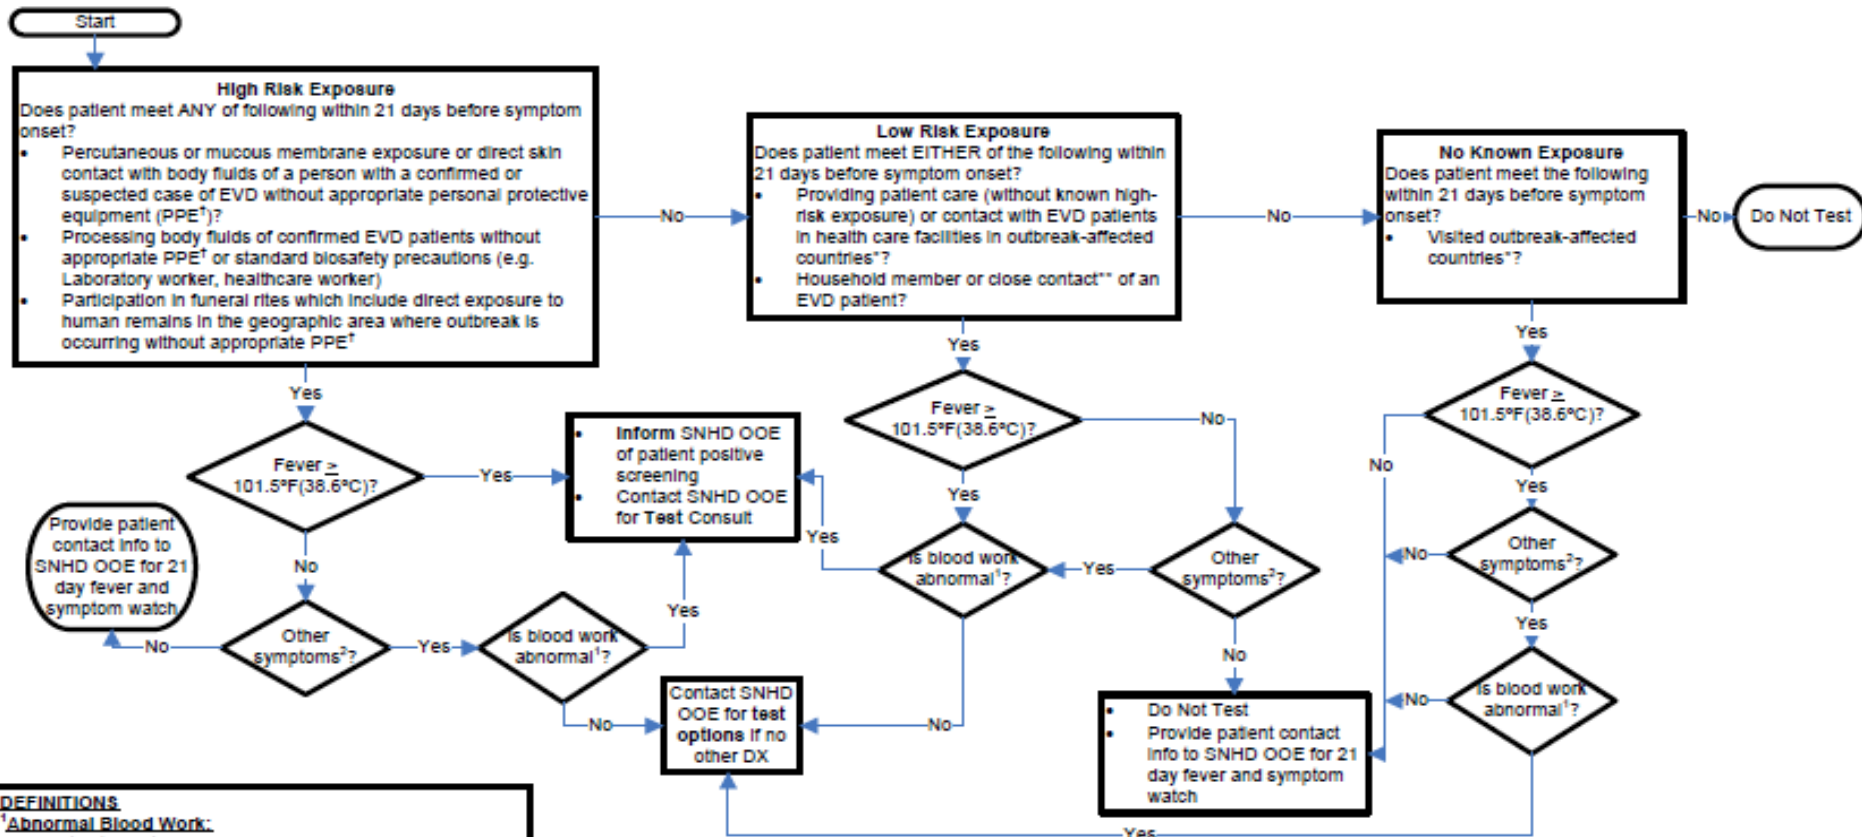 Start
High Risk Exposure
Does patient meet ANY of following within 21 days before symptom
onset?
• Percutaneous or mucous membrane exposure or direct skin
contact with body fluids of a person with a confirmed or
suspected case of EVD without appropriate personal protective
equipment (PPE†)?
• Processing body fluids of confirmed EVD patients without
appropriate PPE† or standard biosafety precautions (e.g.
Laboratory worker, healthcare worker)
• Participation in funeral rites which include direct exposure to
human remains in the geographic area where outbreak is
occurring without appropriate PPE†
No
Low Risk Exposure
Does patient meet EITHER of the following within
21 days before symptom onset?
• Providing patient care (without known high-
risk exposure) or contact with EVD patients
in health care facilities in outbreak-affected
countries*?
• Household member or close contact** of an
EVD patient?
No
No Known Exposure
Does patient meet the following
within 21 days before symptom
onset?
• Visited outbreak-affected
countries*?
No
Do Not Test
Yes
Fever ≥
101.5ºF(38.6ºC)?
Yes
No
Other
symptoms²?
No
Provide patient
contact info to
SNHD OOE for 21
day fever and
symptom watch
Yes
Is blood work
abnormal¹?
Yes
No
• Inform SNHD OOE
of patient positive
screening
• Contact SNHD OOE
for Test Consult
Contact SNHD
OOE for test
options if no
other DX
Yes
Fever ≥
101.5ºF(38.6ºC)?
No
Yes
Is blood work
abnormal¹?
Yes
No
Other
symptoms²?
Yes
No
• Do Not Test
• Provide patient contact
info to SNHD OOE for 21
day fever and symptom
watch
Yes
Fever ≥
101.5ºF(38.6ºC)?
No
Yes
Other
symptoms²?
No
Yes
Is blood work
abnormal¹?
No
Yes
DEFINITIONS
¹Abnormal Blood Work: